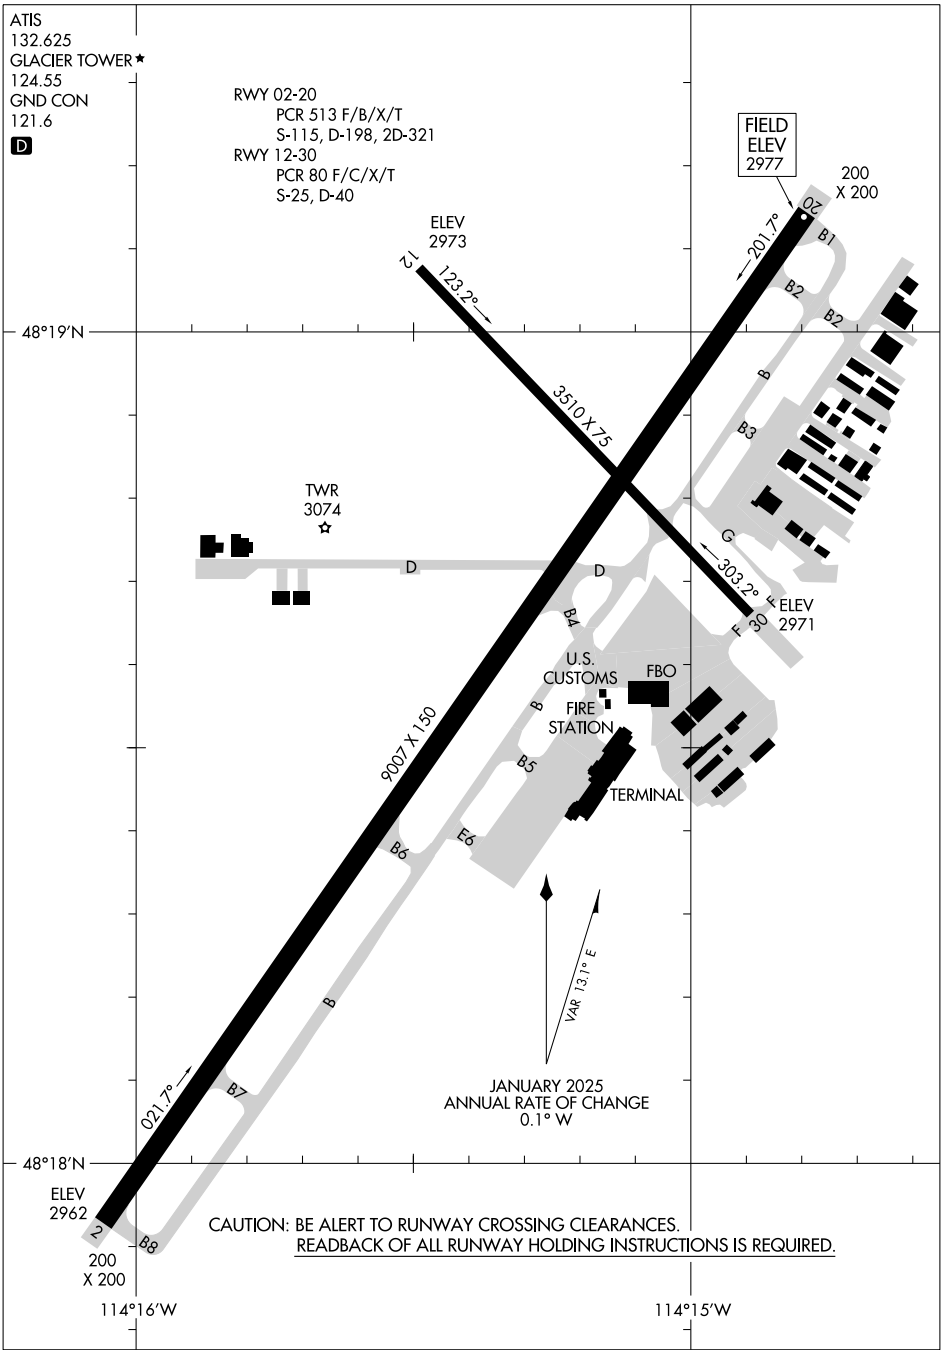 ATIS
132.625
GLACIER TOWER
124.55
GND CON
121.6
D
RWY 02-20
PCR 513 F/B/X/T
S-115, D-198, 2D-321
RWY 12-30
PCR 80 F/C/X/T
S-25, D-40
FIELD
ELEV
2977
200
X 200
20
201.7°
B1
ELEV
2973
12
123.2°
B2
B2
48°19'N
B
3510 X 75
B3
TWR
3074
G
D
D
303.2°
F
F
30
ELEV
2971
B4
U.S.
CUSTOMS
FBO
FIRE
STATION
B
9007 X 150
B5
TERMINAL
E6
B6
VAR 13.1° E
B
JANUARY 2025
ANNUAL RATE OF CHANGE
0.1° W
021.7°
B7
48°18'N
ELEV
2962
2
B8
200
X 200
CAUTION: BE ALERT TO RUNWAY CROSSING CLEARANCES.
READBACK OF ALL RUNWAY HOLDING INSTRUCTIONS IS REQUIRED.
114°16'W
114°15'W